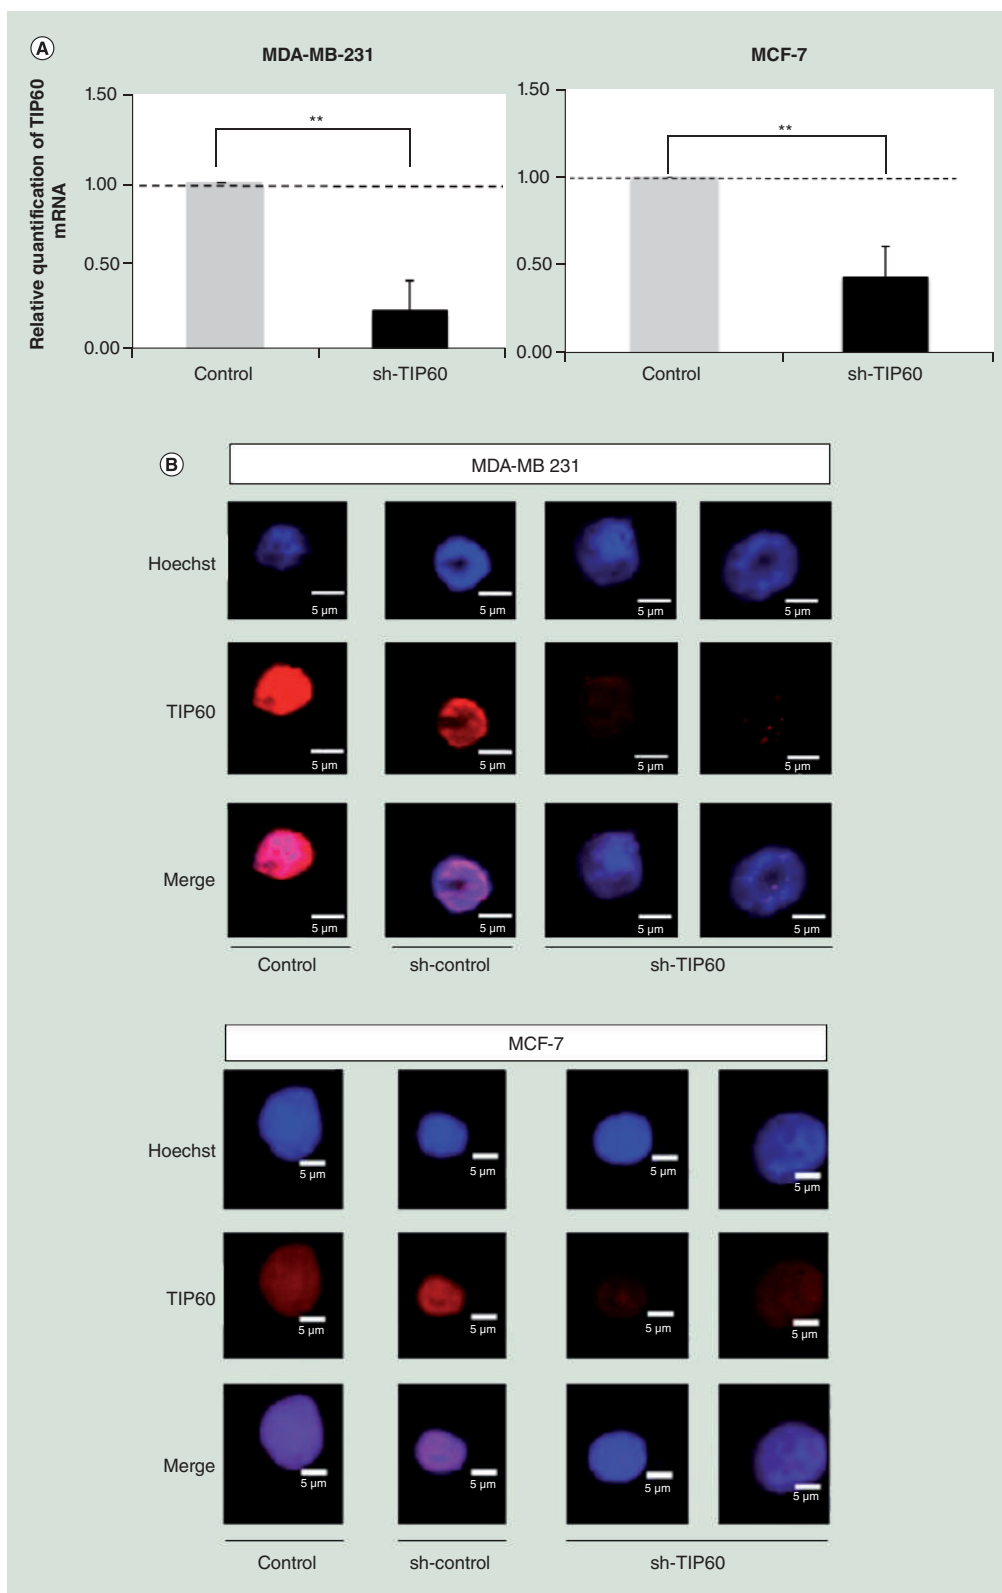 A
MDA-MB-231
MCF-7
Relative quantification of TIP60
mRNA
1.50
1.00
0.50
0.00
**
Control
sh-TIP60
1.50
1.00
0.50
0.00
**
Control
sh-TIP60
B
MDA-MB 231
Hoechst
5 µm
5 µm
5 µm
5 µm
TIP60
5 µm
5 µm
5 µm
5 µm
Merge
5 µm
5 µm
5 µm
5 µm
Control
sh-control
sh-TIP60
MCF-7
Hoechst
5 µm
5 µm
5 µm
5 µm
TIP60
5 µm
5 µm
5 µm
5 µm
Merge
5 µm
5 µm
5 µm
5 µm
Control
sh-control
sh-TIP60